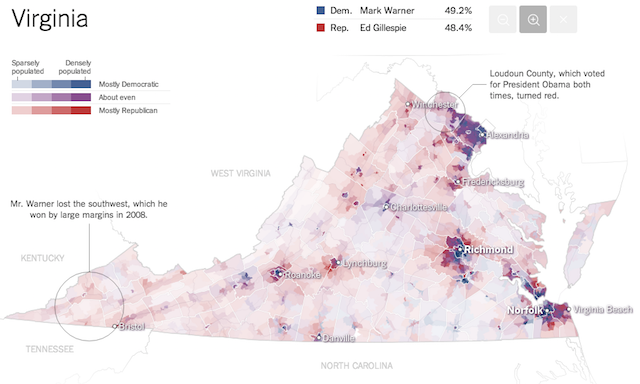 Virginia
Dem. Mark Warner 49.2%
Rep. Ed Gillespie 48.4%
Sparsely populated
Densely populated
Mostly Democratic
About even
Mostly Republican
Loudoun County, which voted
for President Obama both
times, turned red.
Winchester
Alexandria
WEST VIRGINIA
Fredericksburg
Mr. Warner lost the southwest, which he
won by large margins in 2008.
Charlottesville
Richmond
KENTUCKY
Lynchburg
Roanoke
Norfolk
Virginia Beach
Bristol
Danville
TENNESSEE
NORTH CAROLINA